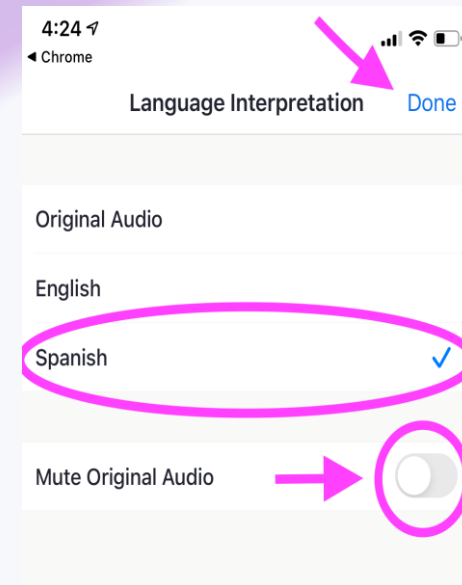 4:24
◀ Chrome
Language Interpretation Done
Original Audio
English
Spanish
Mute Original Audio